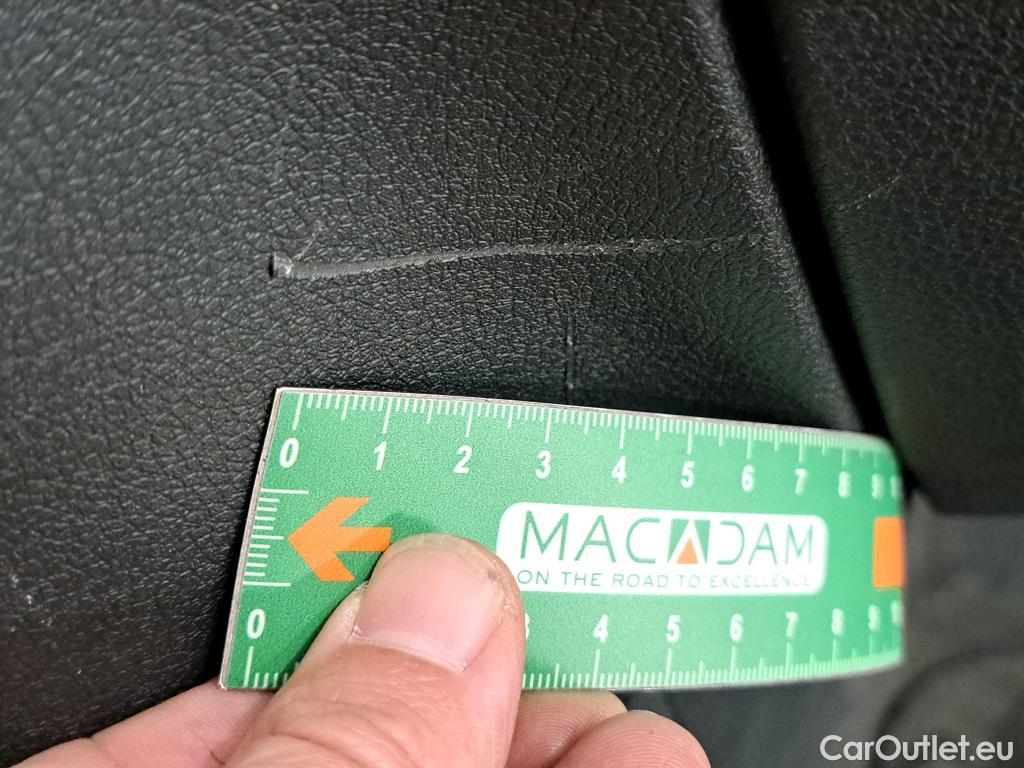 0 1 2 3 4 5 6 7 8 9
MACADAM
ON THE ROAD TO EXCELLENCE
0 3 4 5 6 7 8 9
CarOutlet.eu